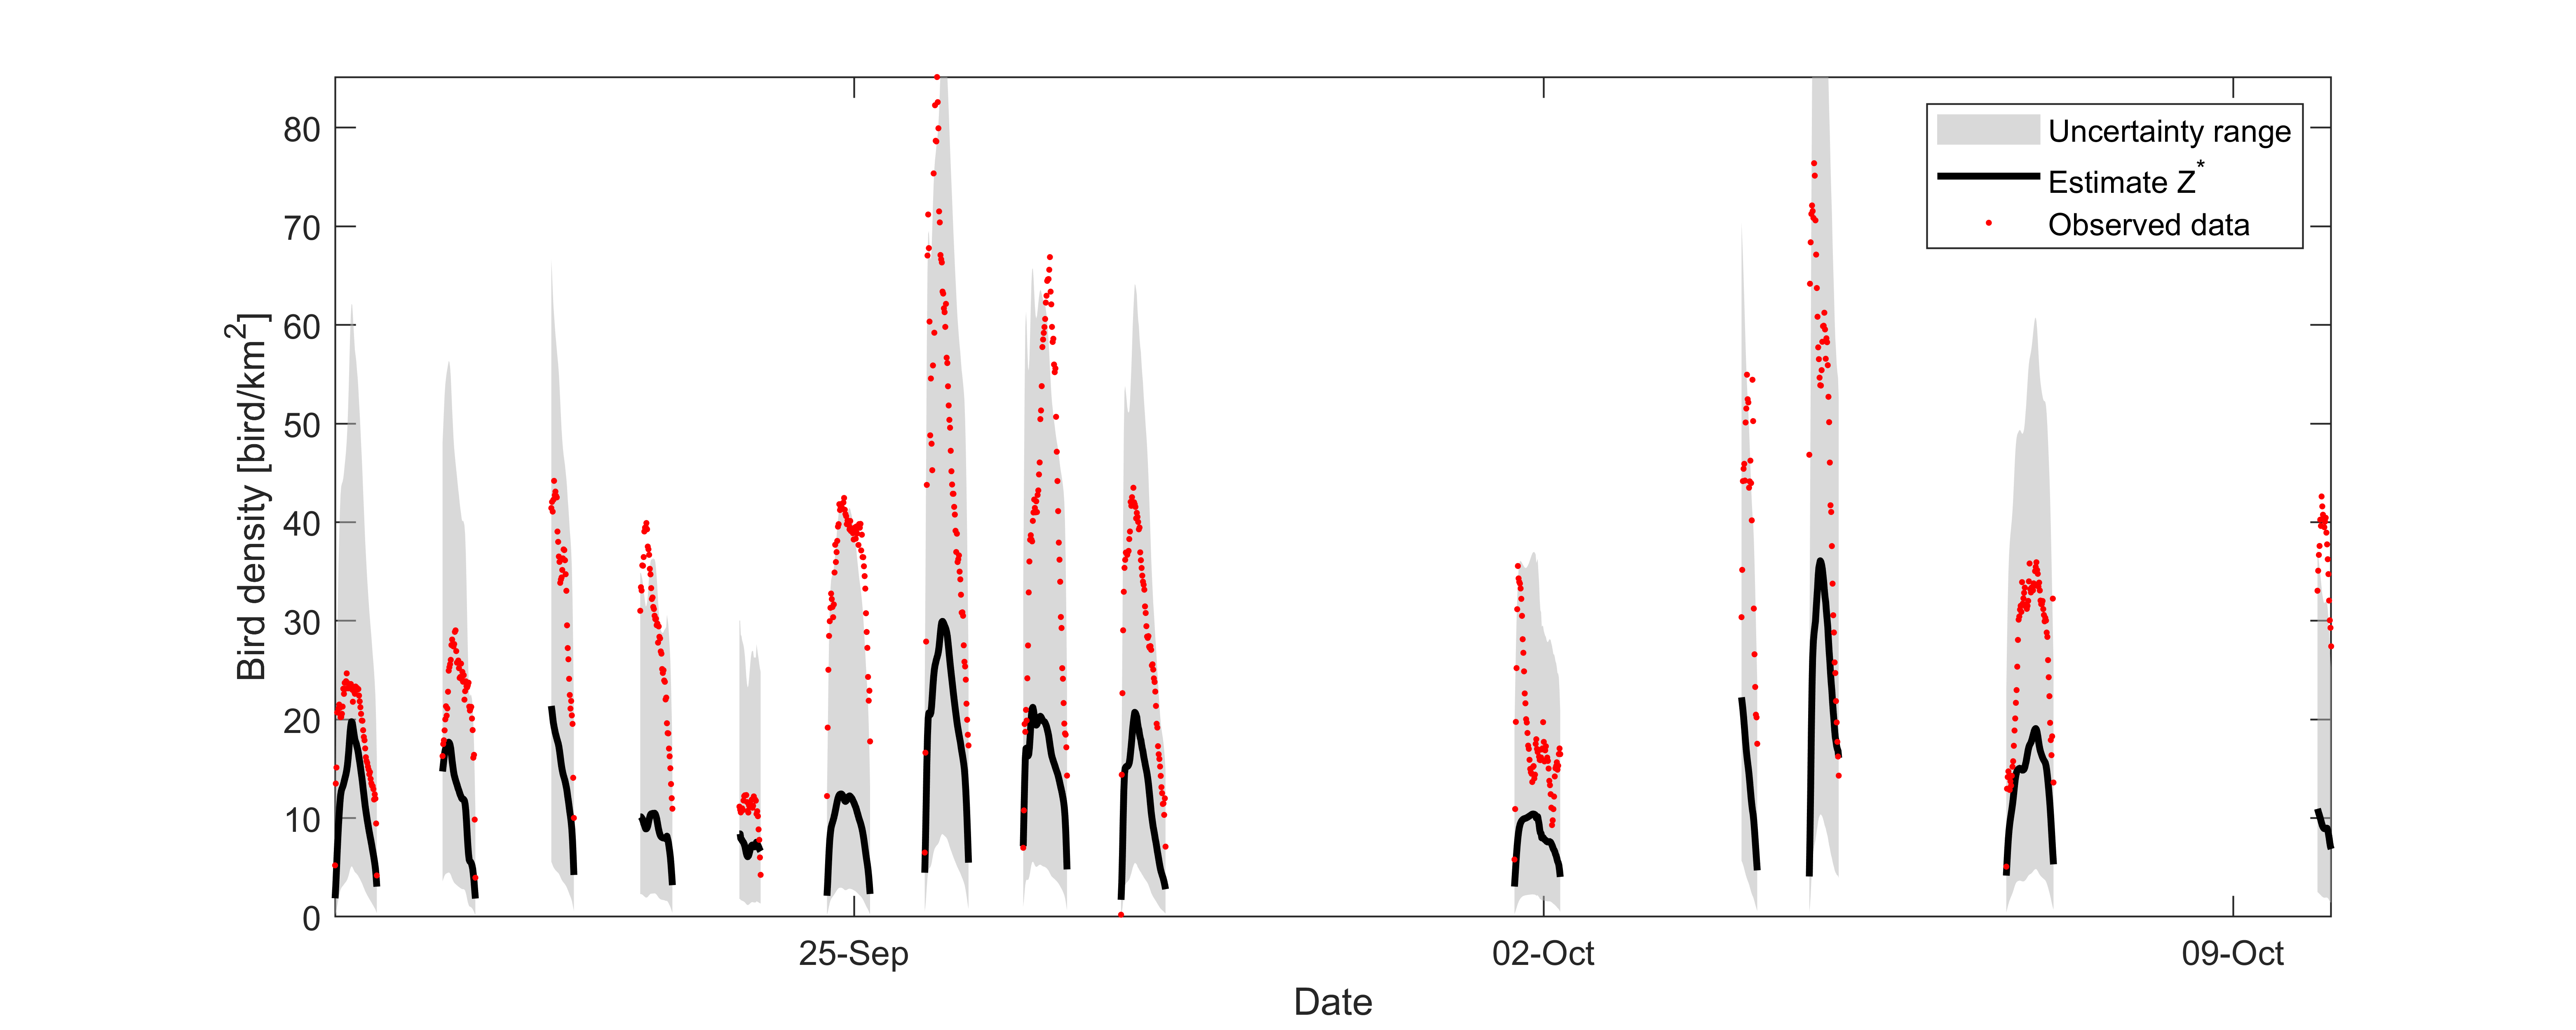 80
70
60
50
40
30
20
10
0
Bird density [bird/km²]
25-Sep
02-Oct
09-Oct
Date
Uncertainty range
Estimate Z*
Observed data